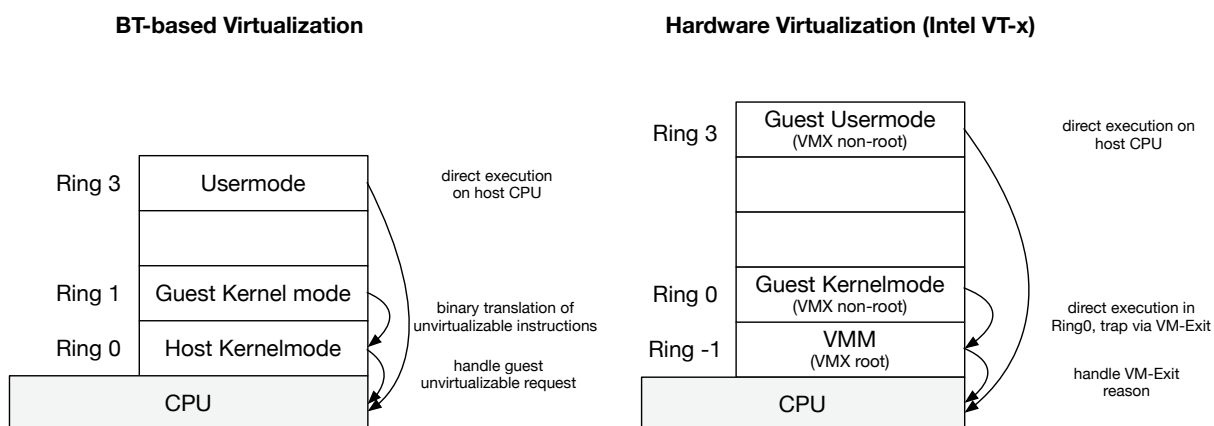 BT-based Virtualization
Ring 3
Usermode
direct execution
on host CPU
Ring 1
Guest Kernel mode
binary translation of
unvirtualizable instructions
Ring 0
Host Kernelmode
handle guest
unvirtualizable request
CPU
Hardware Virtualization (Intel VT-x)
Ring 3
Guest Usermode
(VMX non-root)
direct execution on
host CPU
Ring 0
Guest Kernelmode
(VMX non-root)
direct execution in
Ring0, trap via VM-Exit
Ring -1
VMM
(VMX root)
handle VM-Exit
reason
CPU